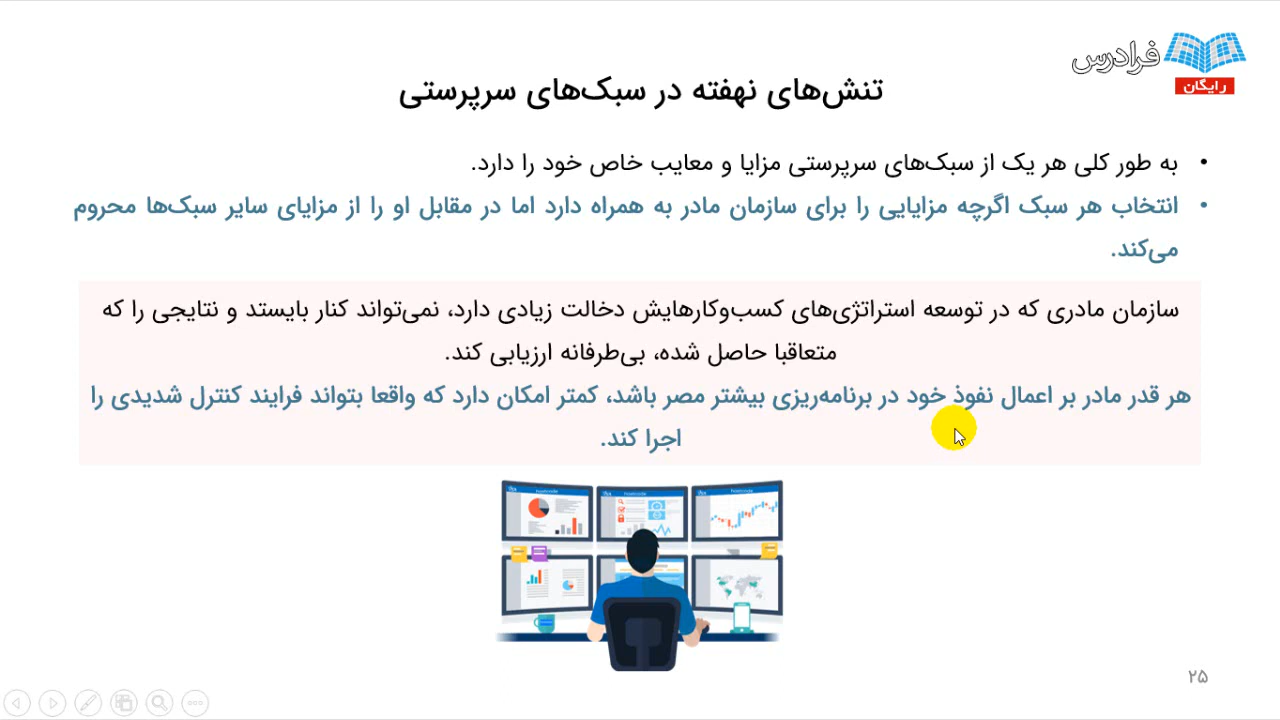 فرادرس
رایگان
تنش‌های نهفته در سبک‌های سرپرستی
• به طور کلی هر یک از سبک‌های سرپرستی مزایا و معایب خاص خود را دارد.
• انتخاب هر سبک اگرچه مزایایی را برای سازمان مادر به همراه دارد اما در مقابل او را از مزایای سایر سبک‌ها محروم
می‌کند.
سازمان مادری که در توسعه استراتژی‌های کسب‌وکارهایش دخالت زیادی دارد، نمی‌تواند کنار بایستد و نتایجی را که
متعاقبا حاصل شده، بی‌طرفانه ارزیابی کند.
هر قدر مادر بر اعمال نفوذ خود در برنامه‌ریزی بیشتر مصر باشد، کمتر امکان دارد که واقعا بتواند فرایند کنترل شدیدی را
اجرا کند.
۲۵